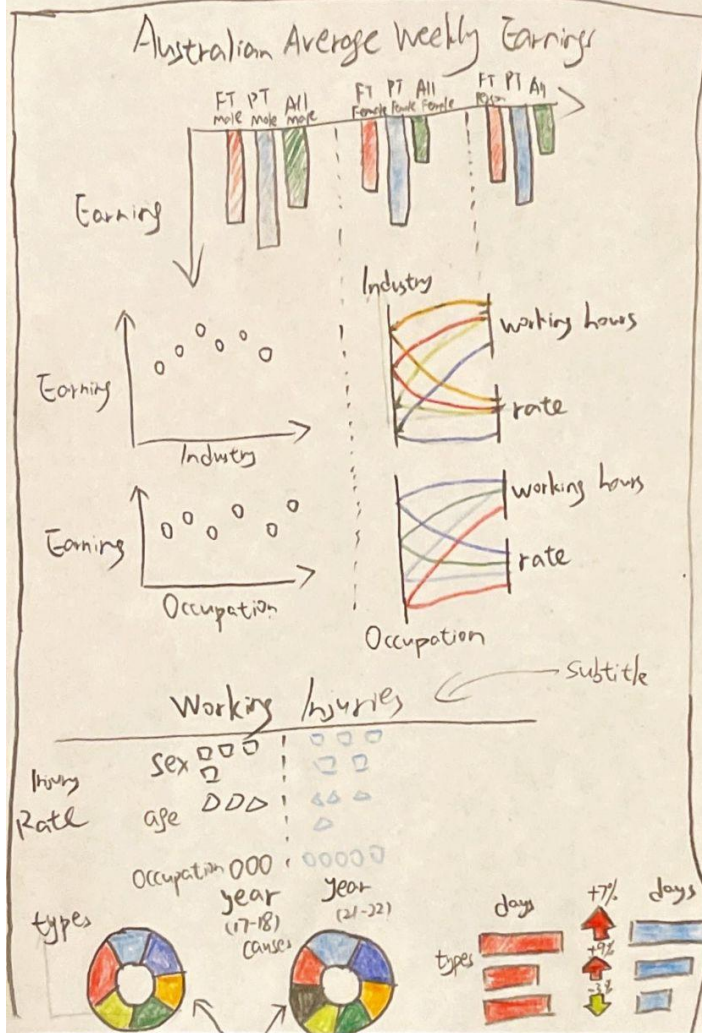 Australian Average Weekly Earnings
FT PT All FT PT All FT PT All
male male male Female Female Female Person
Earning
Industry
working hours
rate
Earning
Industry
working hours
rate
Earning
Occupation
Occupation
subtitle
Working Injuries
Injury
Rate
sex
age
Occupation
year
(17-18)
year
(21-22)
types
causes
days
+7%
days
types
+9%
-3%